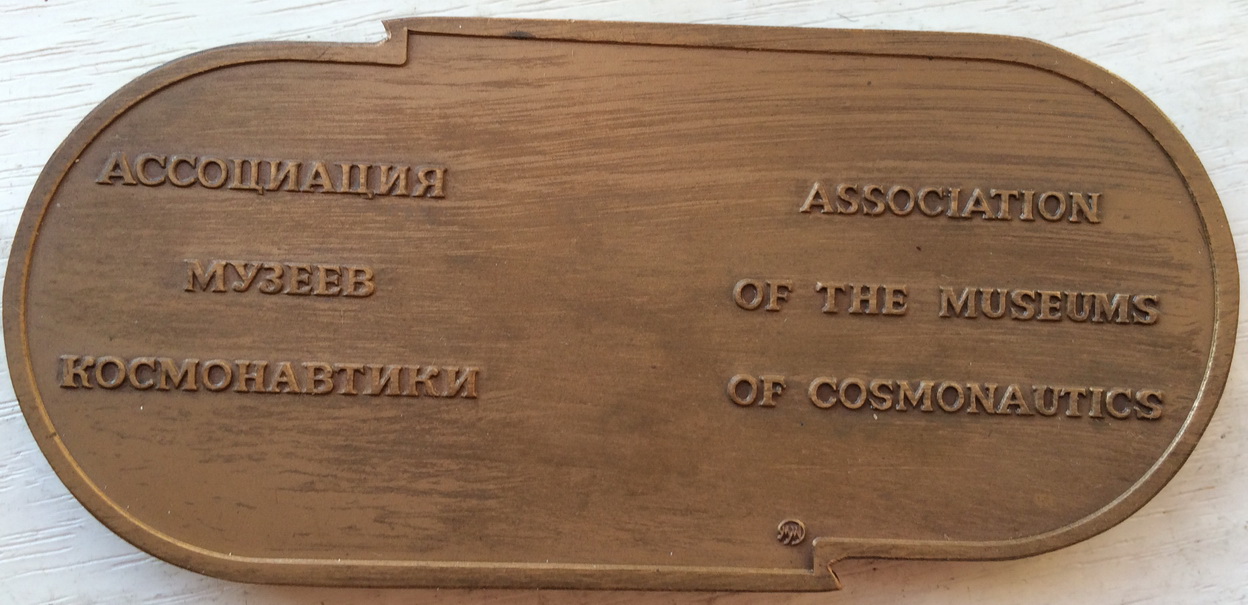 АССОЦИАЦИЯ
МУЗЕЕВ
КОСМОНАВТИКИ
ASSOCIATION
OF THE MUSEUMS
OF COSMONAUTICS